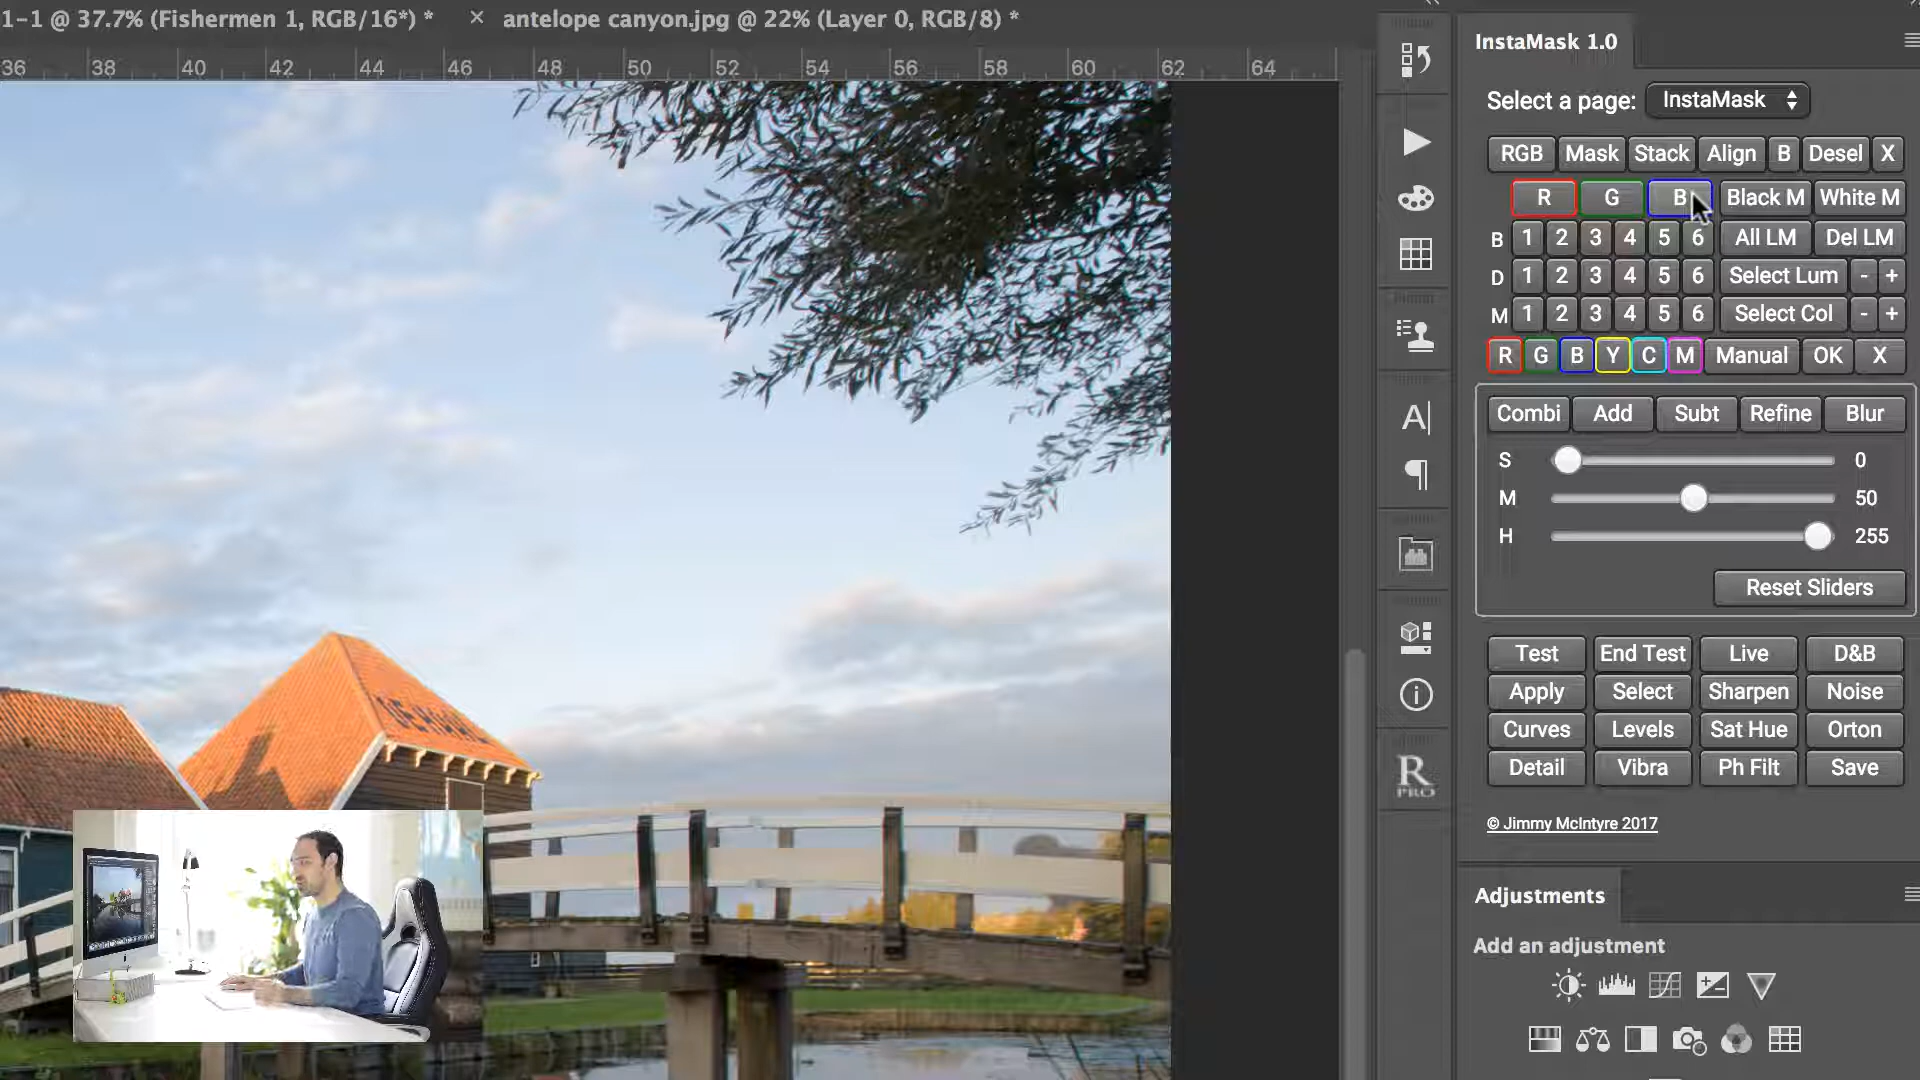 1-1 @ 37.7% (Fishermen 1, RGB/16*) * × antelope canyon.jpg @ 22% (Layer 0, RGB/8) *
36 38 40 42 44 46 48 50 52 54 56 58 60 62 64
InstaMask 1.0
Select a page: InstaMask
RGB Mask Stack Align B Desel X
R G B Black M White M
B 1 2 3 4 5 6 All LM Del LM
D 1 2 3 4 5 6 Select Lum - +
M 1 2 3 4 5 6 Select Col - +
R G B Y C M Manual OK X
Combi Add Subt Refine Blur
S 0
M 50
H 255
Reset Sliders
Test End Test Live D&B
Apply Select Sharpen Noise
Curves Levels Sat Hue Orton
Detail Vibra Ph Filt Save
© Jimmy McIntyre 2017
Adjustments
Add an adjustment
A|
R
PRO